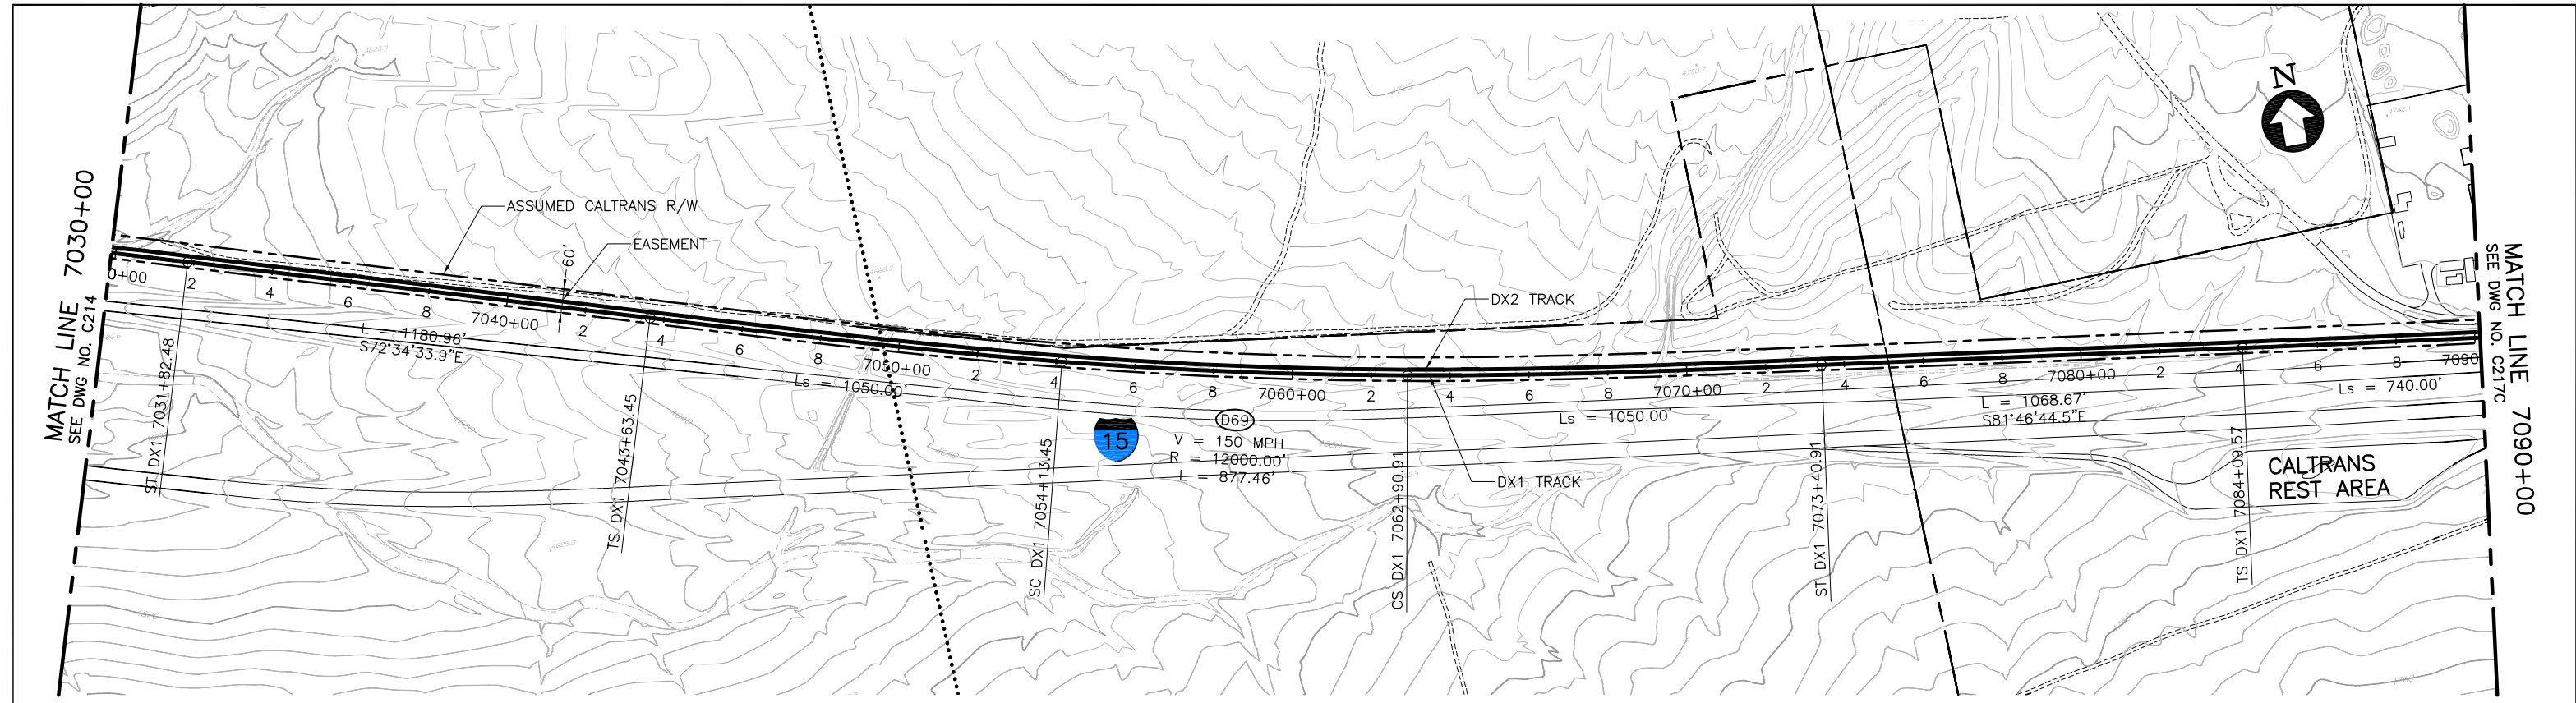 MATCH LINE 7030+00
SEE DWG NO. C214
ASSUMED CALTRANS R/W
EASEMENT
60'
0+00
2
4
6
8
7040+00
2
4
6
8
7050+00
2
4
6
8
7060+00
2
4
6
8
7070+00
2
4
6
8
7080+00
2
4
6
8
7090
L = 1180.96'
S72°34'33.9"E
Ls = 1050.00'
D69
V = 150 MPH
R = 12000.00'
L = 877.46'
15
DX2 TRACK
DX1 TRACK
Ls = 1050.00'
L = 1068.67'
S81°46'44.5"E
Ls = 740.00'
ST DX1 7031+82.48
TS DX1 7043+63.45
SC DX1 7054+13.45
CS DX1 7062+90.91
ST DX1 7073+40.91
TS DX1 7084+09.57
CALTRANS
REST AREA
N
MATCH LINE 7090+00
SEE DWG NO. C217C